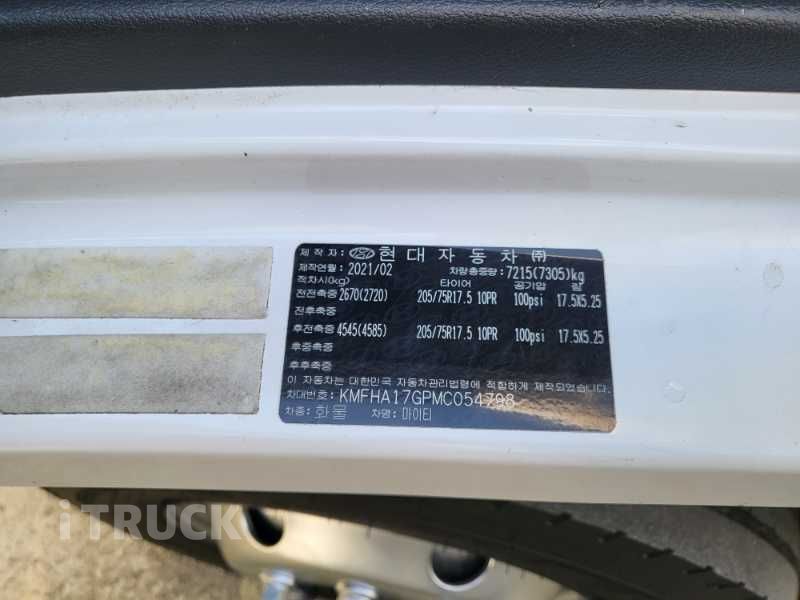 제작자: 현대자동차㈜
제작연월 2021/02 차량총중량: 7215(7305)kg
적차시(kg) 타이어 공기압 림
전전축중 2670(2720) 205/75R17.5 10PR 100psi 17.5X5.25
전후축중
후전축중 4545(4585) 205/75R17.5 10PR 100psi 17.5X5.25
후중축중
후후축중
이 자동차는 대한민국 자동차관리법령에 적합하게 제작되었습니다.
차대번호: KMFHA17GPMC054798
차종: 화물 차명: 마이티
iTRUCK